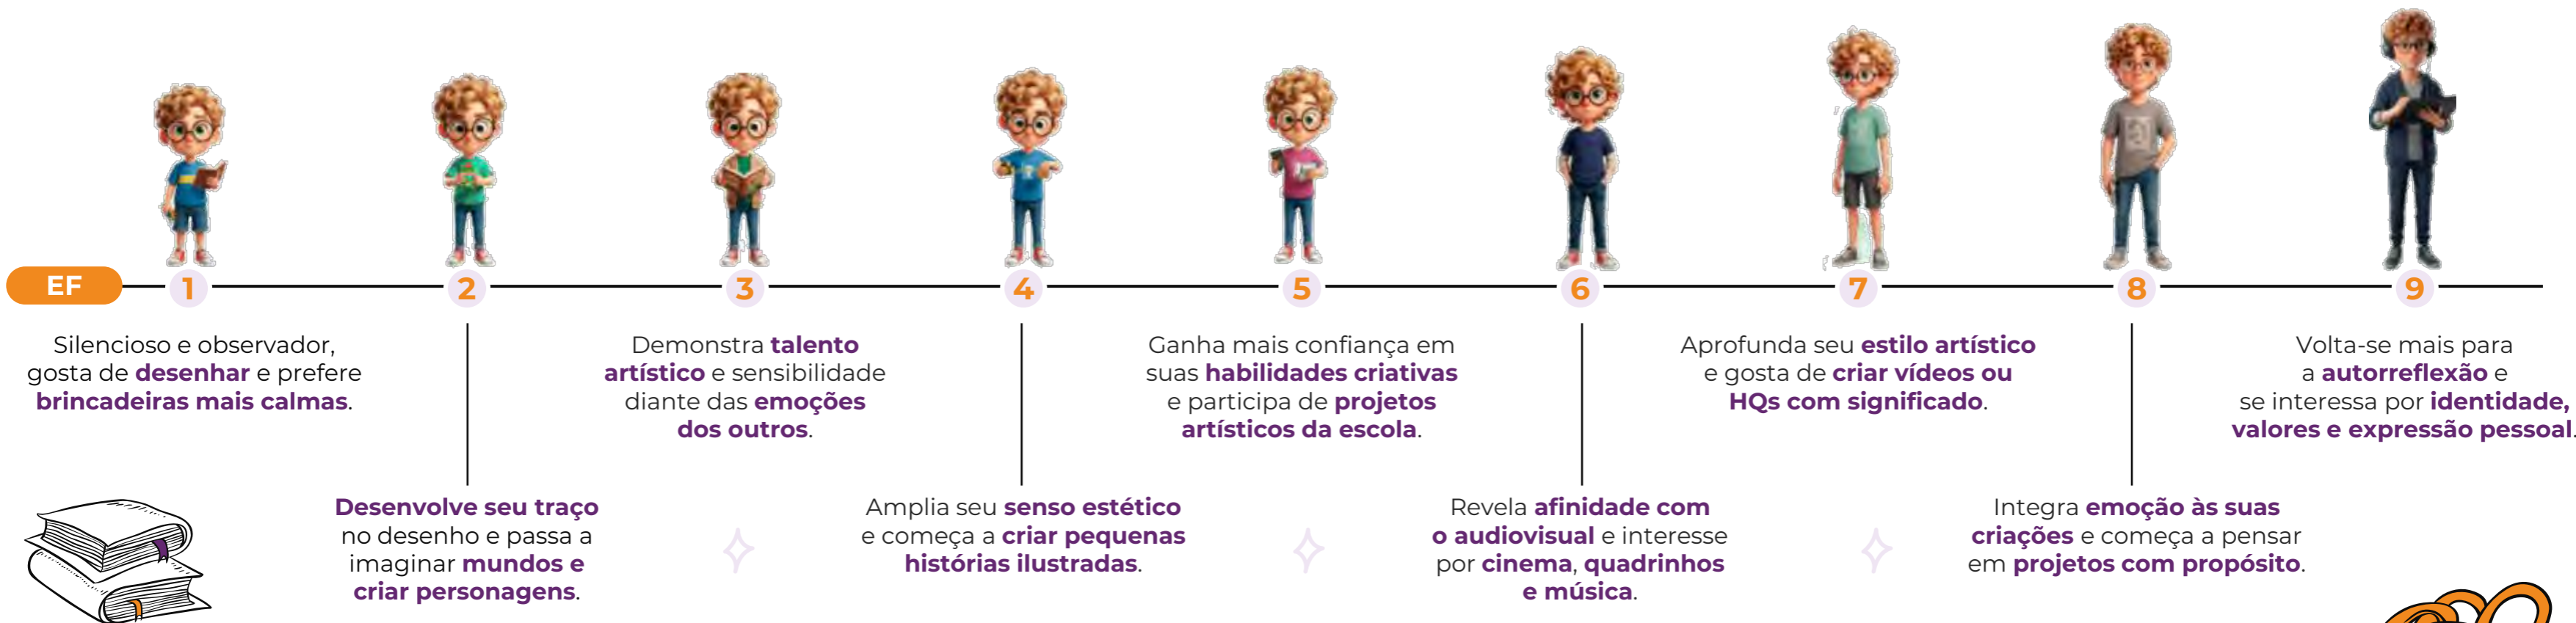 EF
1
2
3
4
5
6
7
8
9
Silencioso e observador,
gosta de desenhar e prefere
brincadeiras mais calmas.
Desenvolve seu traço
no desenho e passa a
imaginar mundos e
criar personagens.
Demonstra talento
artístico e sensibilidade
diante das emoções
dos outros.
Amplia seu senso estético
e começa a criar pequenas
histórias ilustradas.
Ganha mais confiança em
suas habilidades criativas
e participa de projetos
artísticos da escola.
Revela afinidade com
o audiovisual e interesse
por cinema, quadrinhos
e música.
Aprofunda seu estilo artístico
e gosta de criar vídeos ou
HQs com significado.
Integra emoção às suas
criações e começa a pensar
em projetos com propósito.
Volta-se mais para
a autorreflexão e
se interessa por identidade,
valores e expressão pessoal.